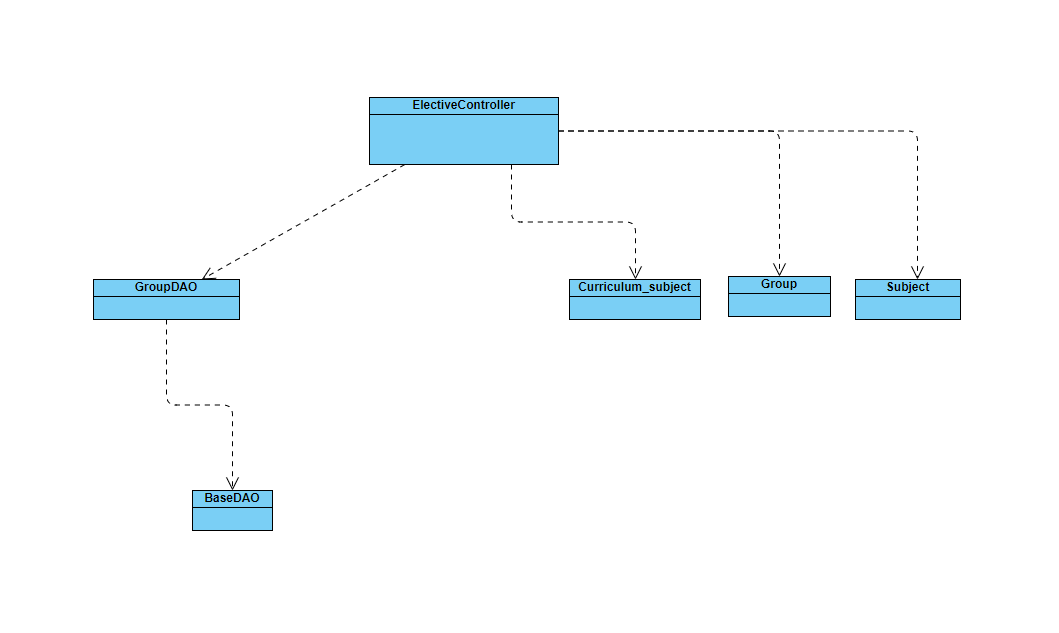 ElectiveController
GroupDAO
Curriculum_subject
Group
Subject
BaseDAO